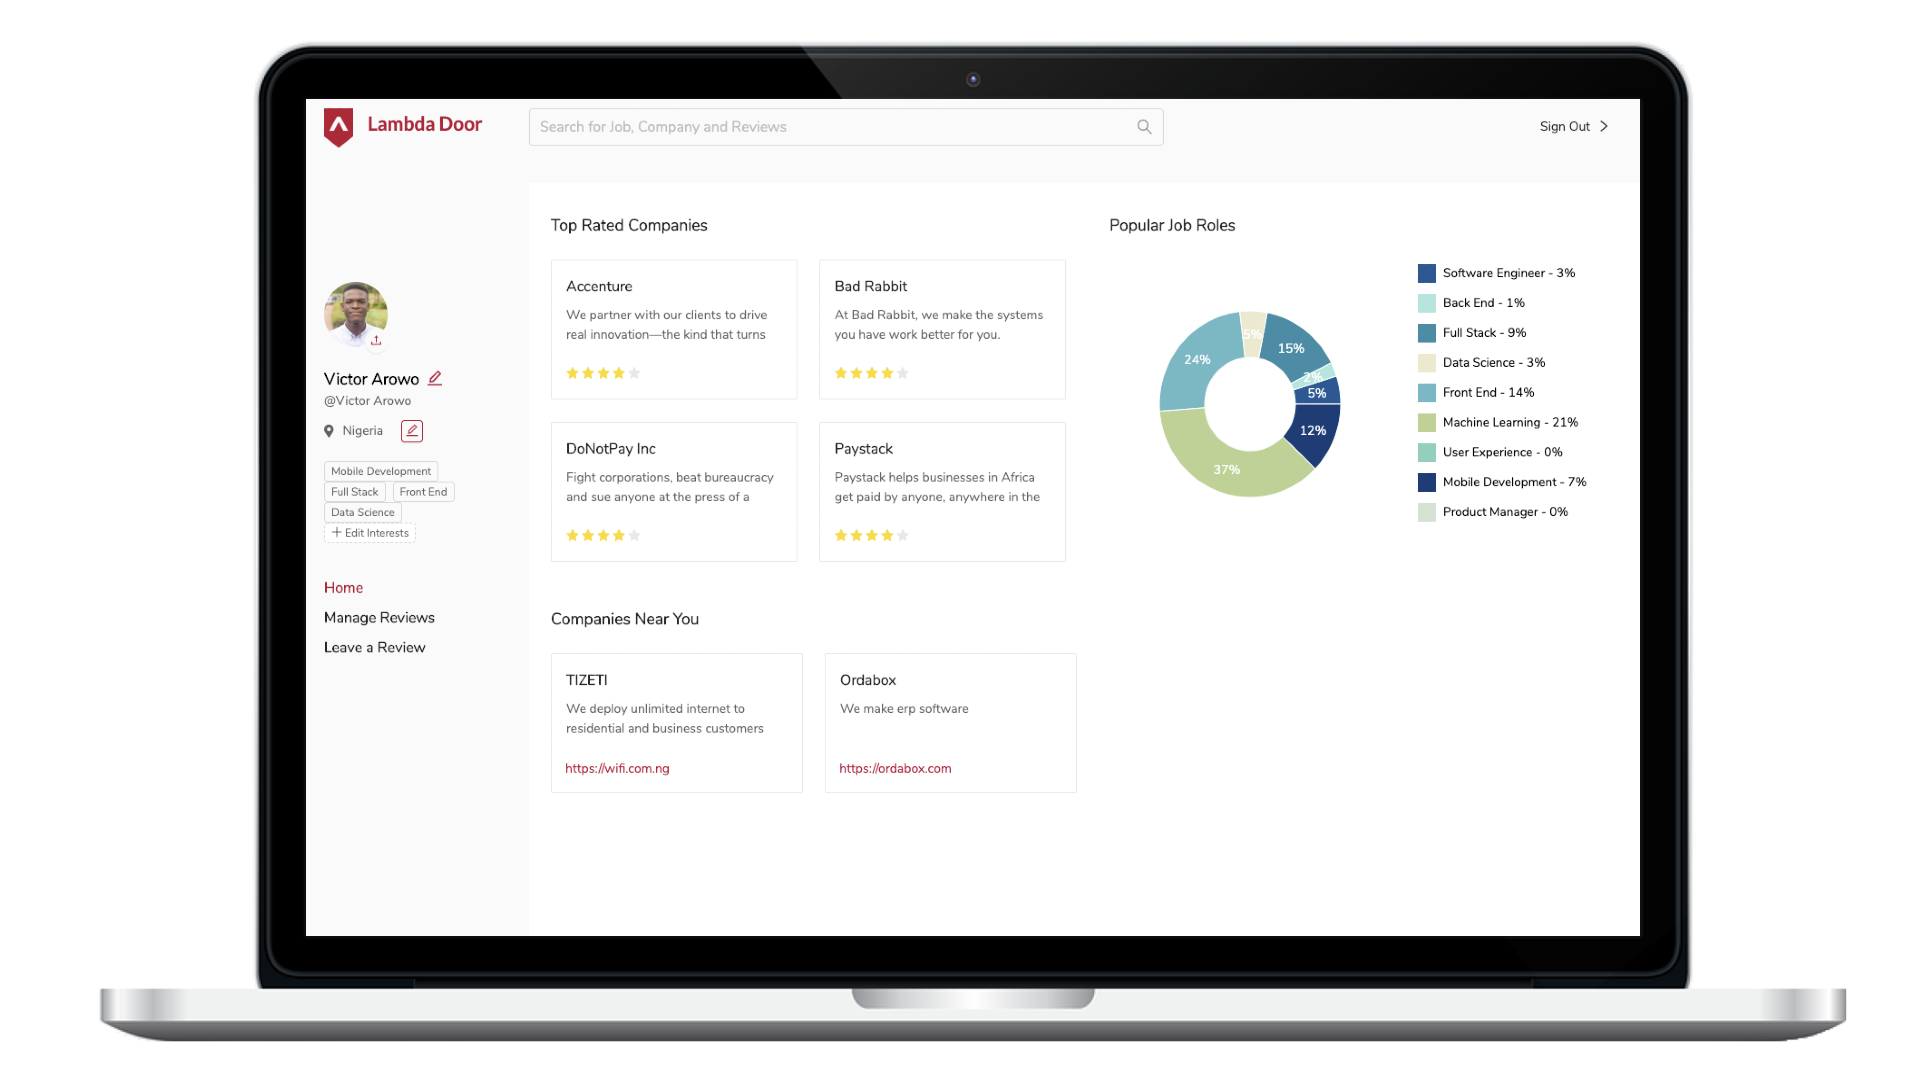 Lambda Door
Search for Job, Company and Reviews
Sign Out
Victor Arowo
@Victor Arowo
Nigeria
Mobile Development
Full Stack
Front End
Data Science
+ Edit Interests
Home
Manage Reviews
Leave a Review
Top Rated Companies
Accenture
We partner with our clients to drive
real innovation—the kind that turns
Bad Rabbit
At Bad Rabbit, we make the systems
you have work better for you.
DoNotPay Inc
Fight corporations, beat bureaucracy
and sue anyone at the press of a
Paystack
Paystack helps businesses in Africa
get paid by anyone, anywhere in the
Companies Near You
TIZETI
We deploy unlimited internet to
residential and business customers
https://wifi.com.ng
Ordabox
We make erp software
https://ordabox.com
Popular Job Roles
5%
15%
24%
2%
5%
12%
37%
Software Engineer - 3%
Back End - 1%
Full Stack - 9%
Data Science - 3%
Front End - 14%
Machine Learning - 21%
User Experience - 0%
Mobile Development - 7%
Product Manager - 0%